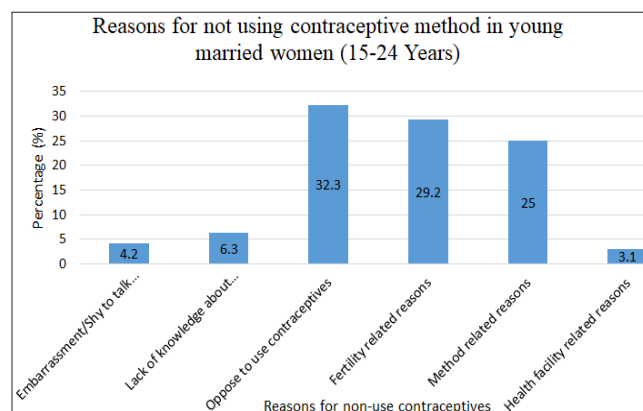 Reasons for not using contraceptive method in young
married women (15-24 Years)
Percentage (%)
35
30
25
20
15
10
5
0
4.2
6.3
32.3
29.2
25
3.1
Embarrassment/Shy to talk...
Lack of knowledge about...
Oppose to use contraceptives
Fertility related reasons
Method related reasons
Health facility related reasons
Reasons for non-use contraceptives